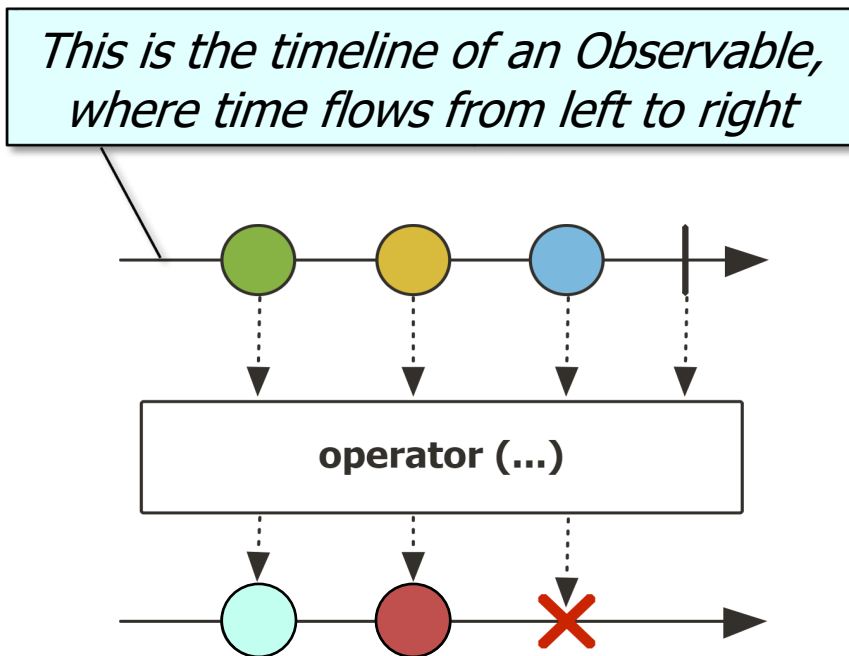 This is the timeline of an Observable,
where time flows from left to right
operator (...)